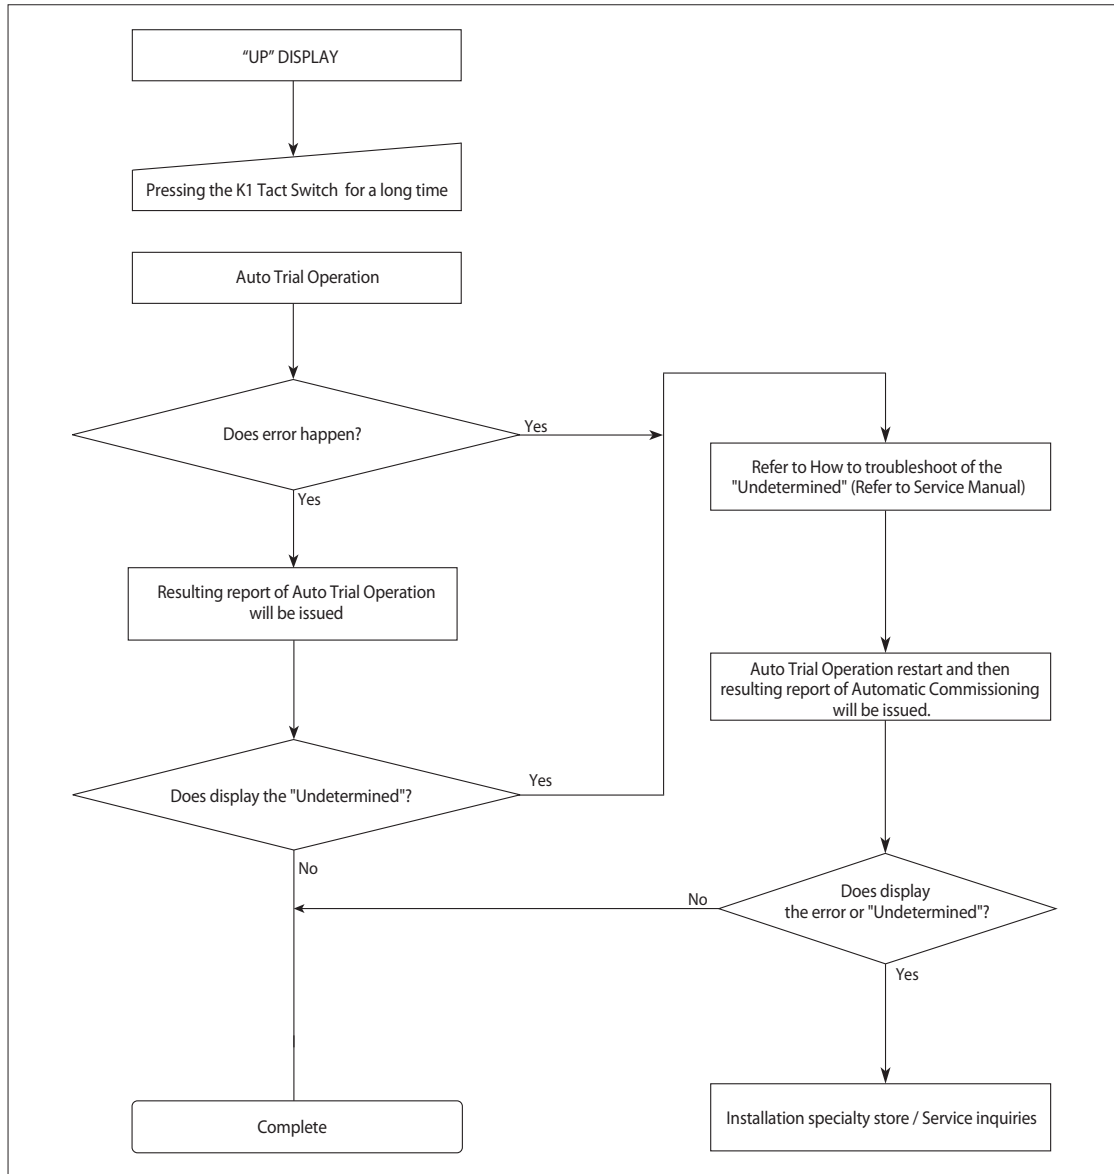 “UP” DISPLAY
Pressing the K1 Tact Switch for a long time
Auto Trial Operation
Does error happen?
Yes
Yes
Resulting report of Auto Trial Operation
will be issued
Does display the "Undetermined"?
Yes
No
Complete
Refer to How to troubleshoot of the
"Undetermined" (Refer to Service Manual)
Auto Trial Operation restart and then
resulting report of Automatic Commissioning
will be issued.
Does display
the error or "Undetermined"?
No
Yes
Installation specialty store / Service inquiries